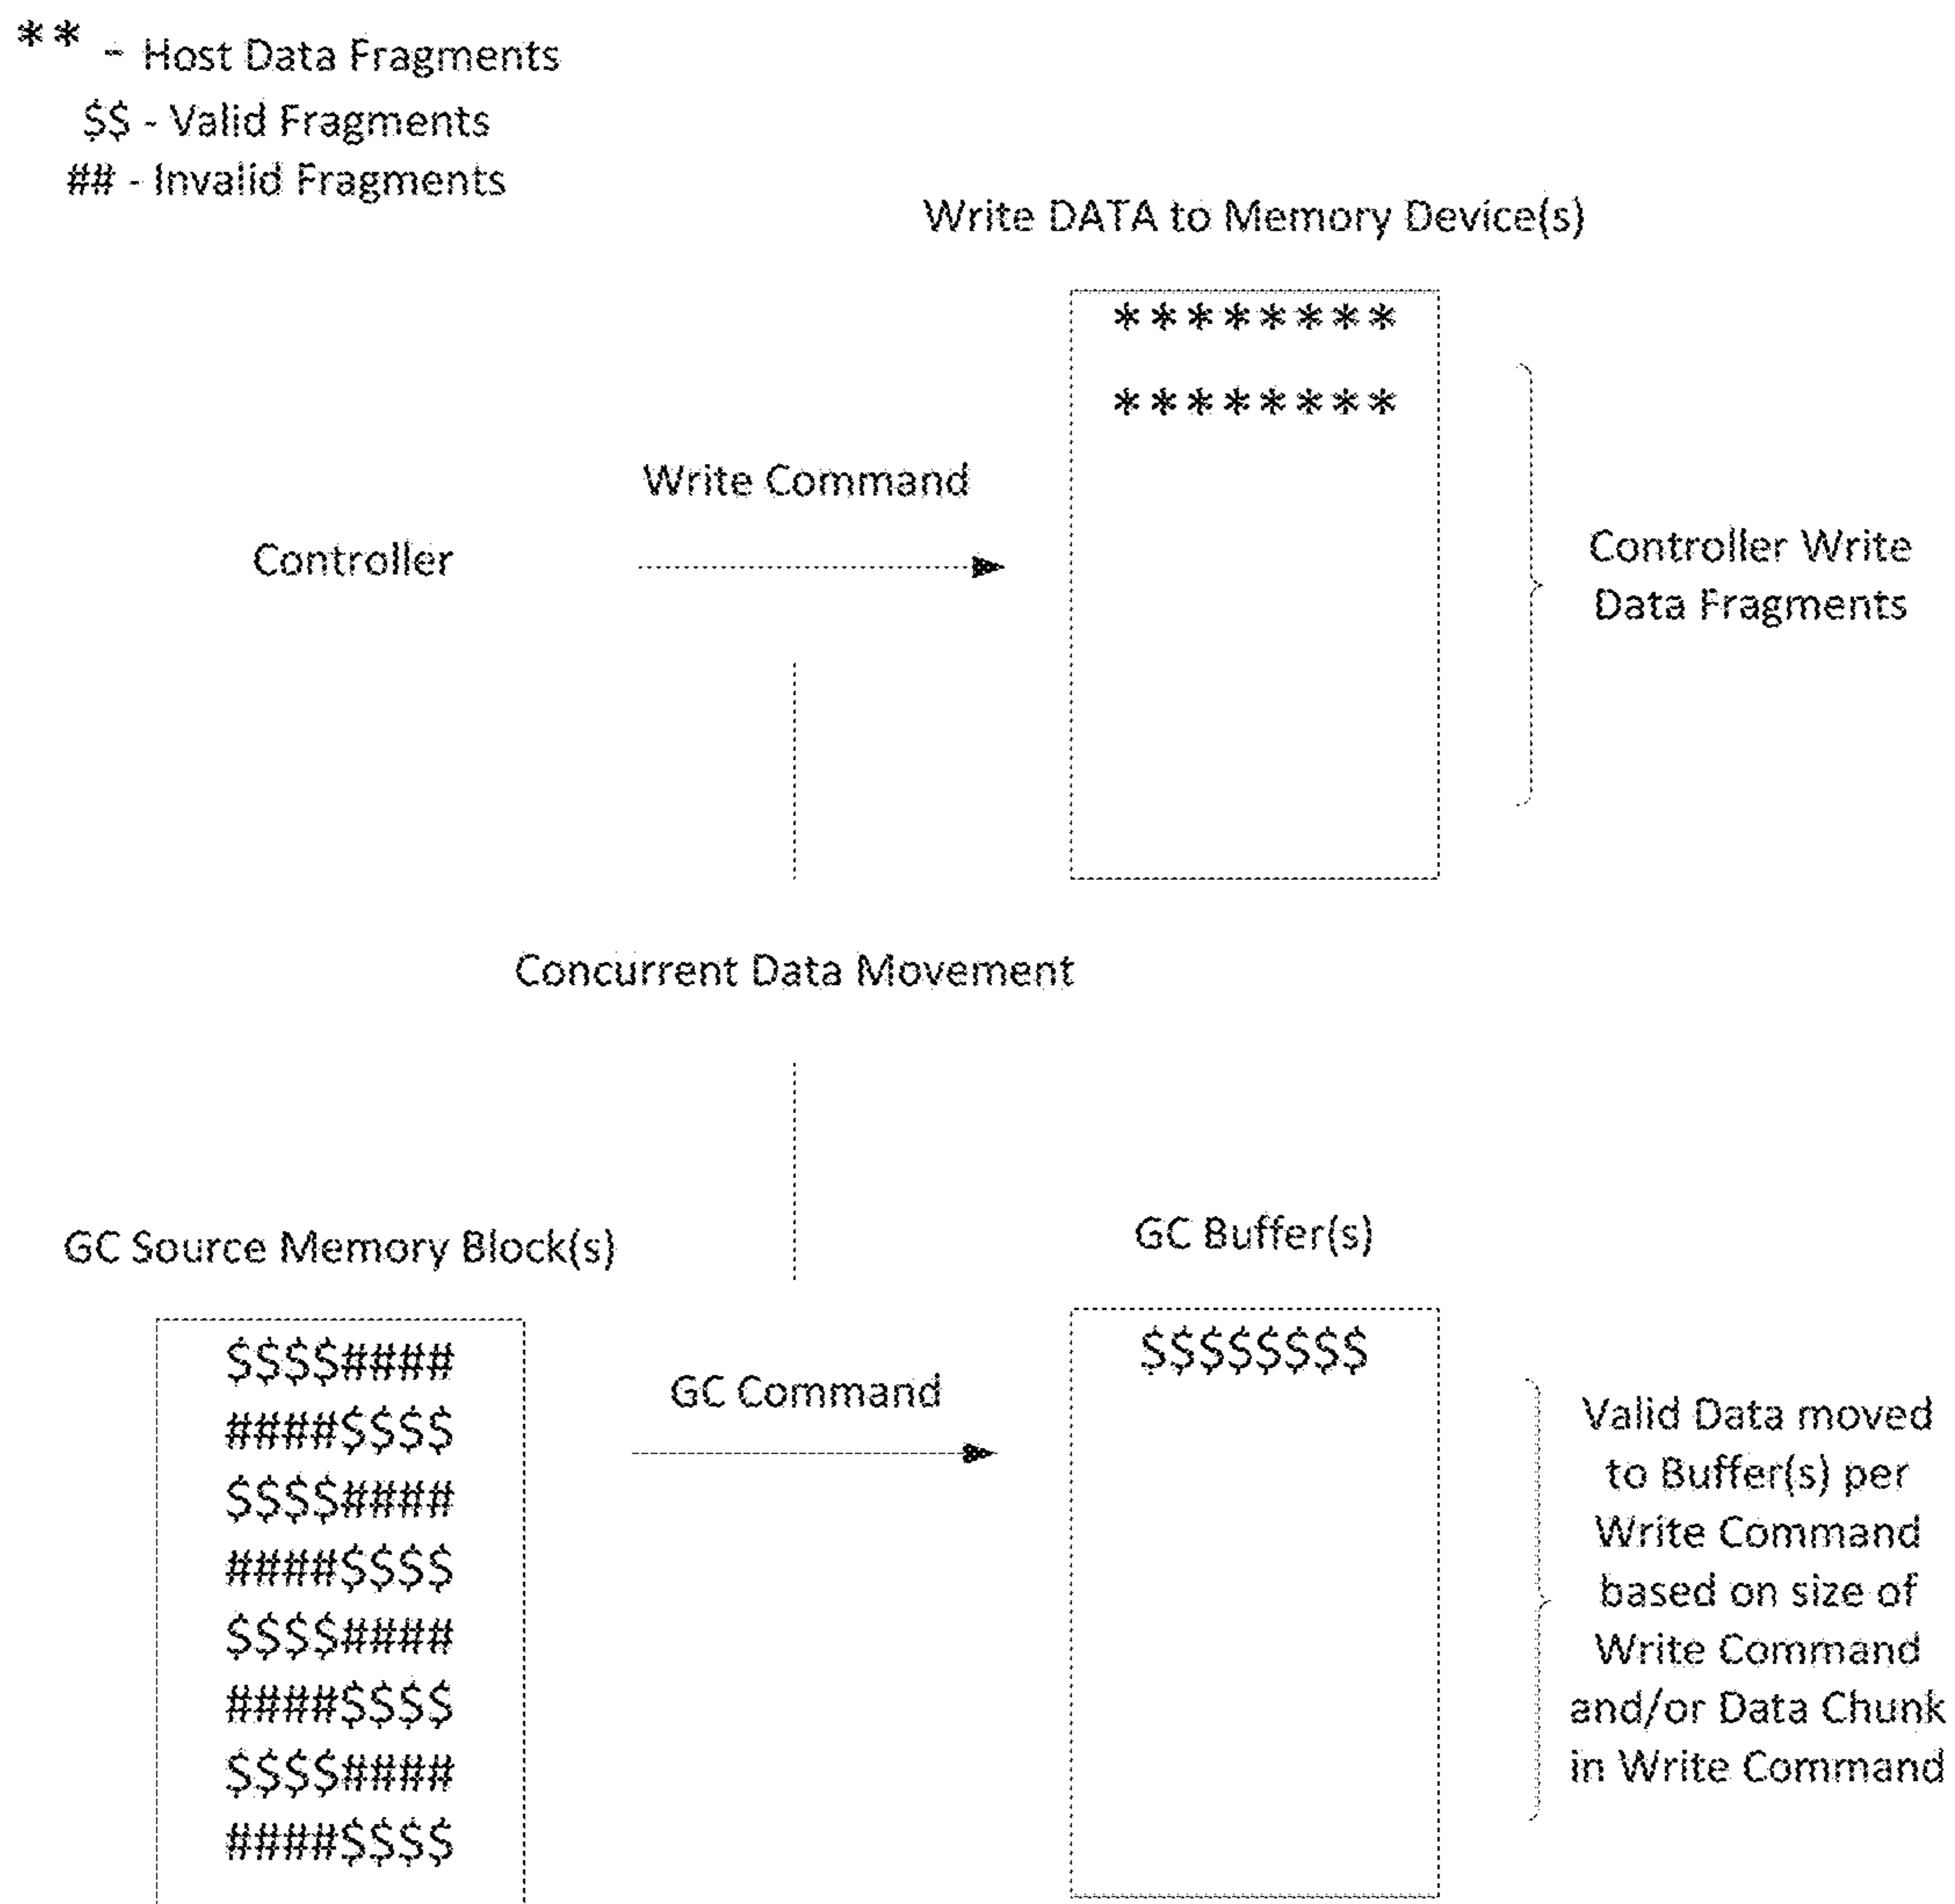 ** - Host Data Fragments
$$ - Valid Fragments
## - Invalid Fragments
Write DATA to Memory Device(s)
* * * * * * * *
* * * * * * * *
Write Command
Controller
Controller Write
Data Fragments
Concurrent Data Movement
GC Source Memory Block(s)
GC Buffer(s)
$$$$####
####$$$$
$$$$####
####$$$$
$$$$####
####$$$$
$$$$####
####$$$$
GC Command
$$$$$$$$
Valid Data moved
to Buffer(s) per
Write Command
based on size of
Write Command
and/or Data Chunk
in Write Command